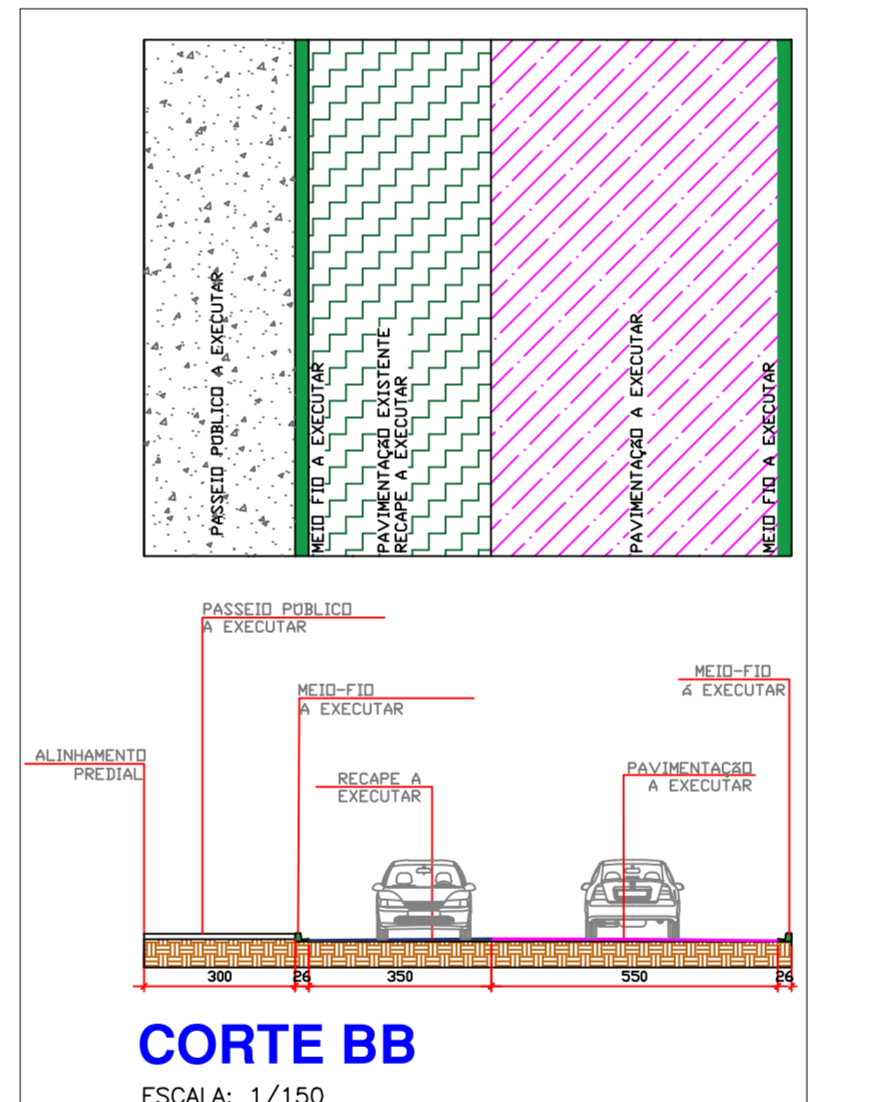 PASSEIO PÚBLICO A EXECUTAR
MEIO FIO A EXECUTAR
PAVIMENTAÇÃO EXISTENTE
RECAPE A EXECUTAR
PAVIMENTAÇÃO A EXECUTAR
MEIO FIO A EXECUTAR
PASSEIO PÚBLICO
A EXECUTAR
MEIO-FIO
A EXECUTAR
MEIO-FIO
A EXECUTAR
ALINHAMENTO
PREDIAL
RECAPE A
EXECUTAR
PAVIMENTAÇÃO
A EXECUTAR
300 26 350 550 26
CORTE BB
ESCALA: 1/150